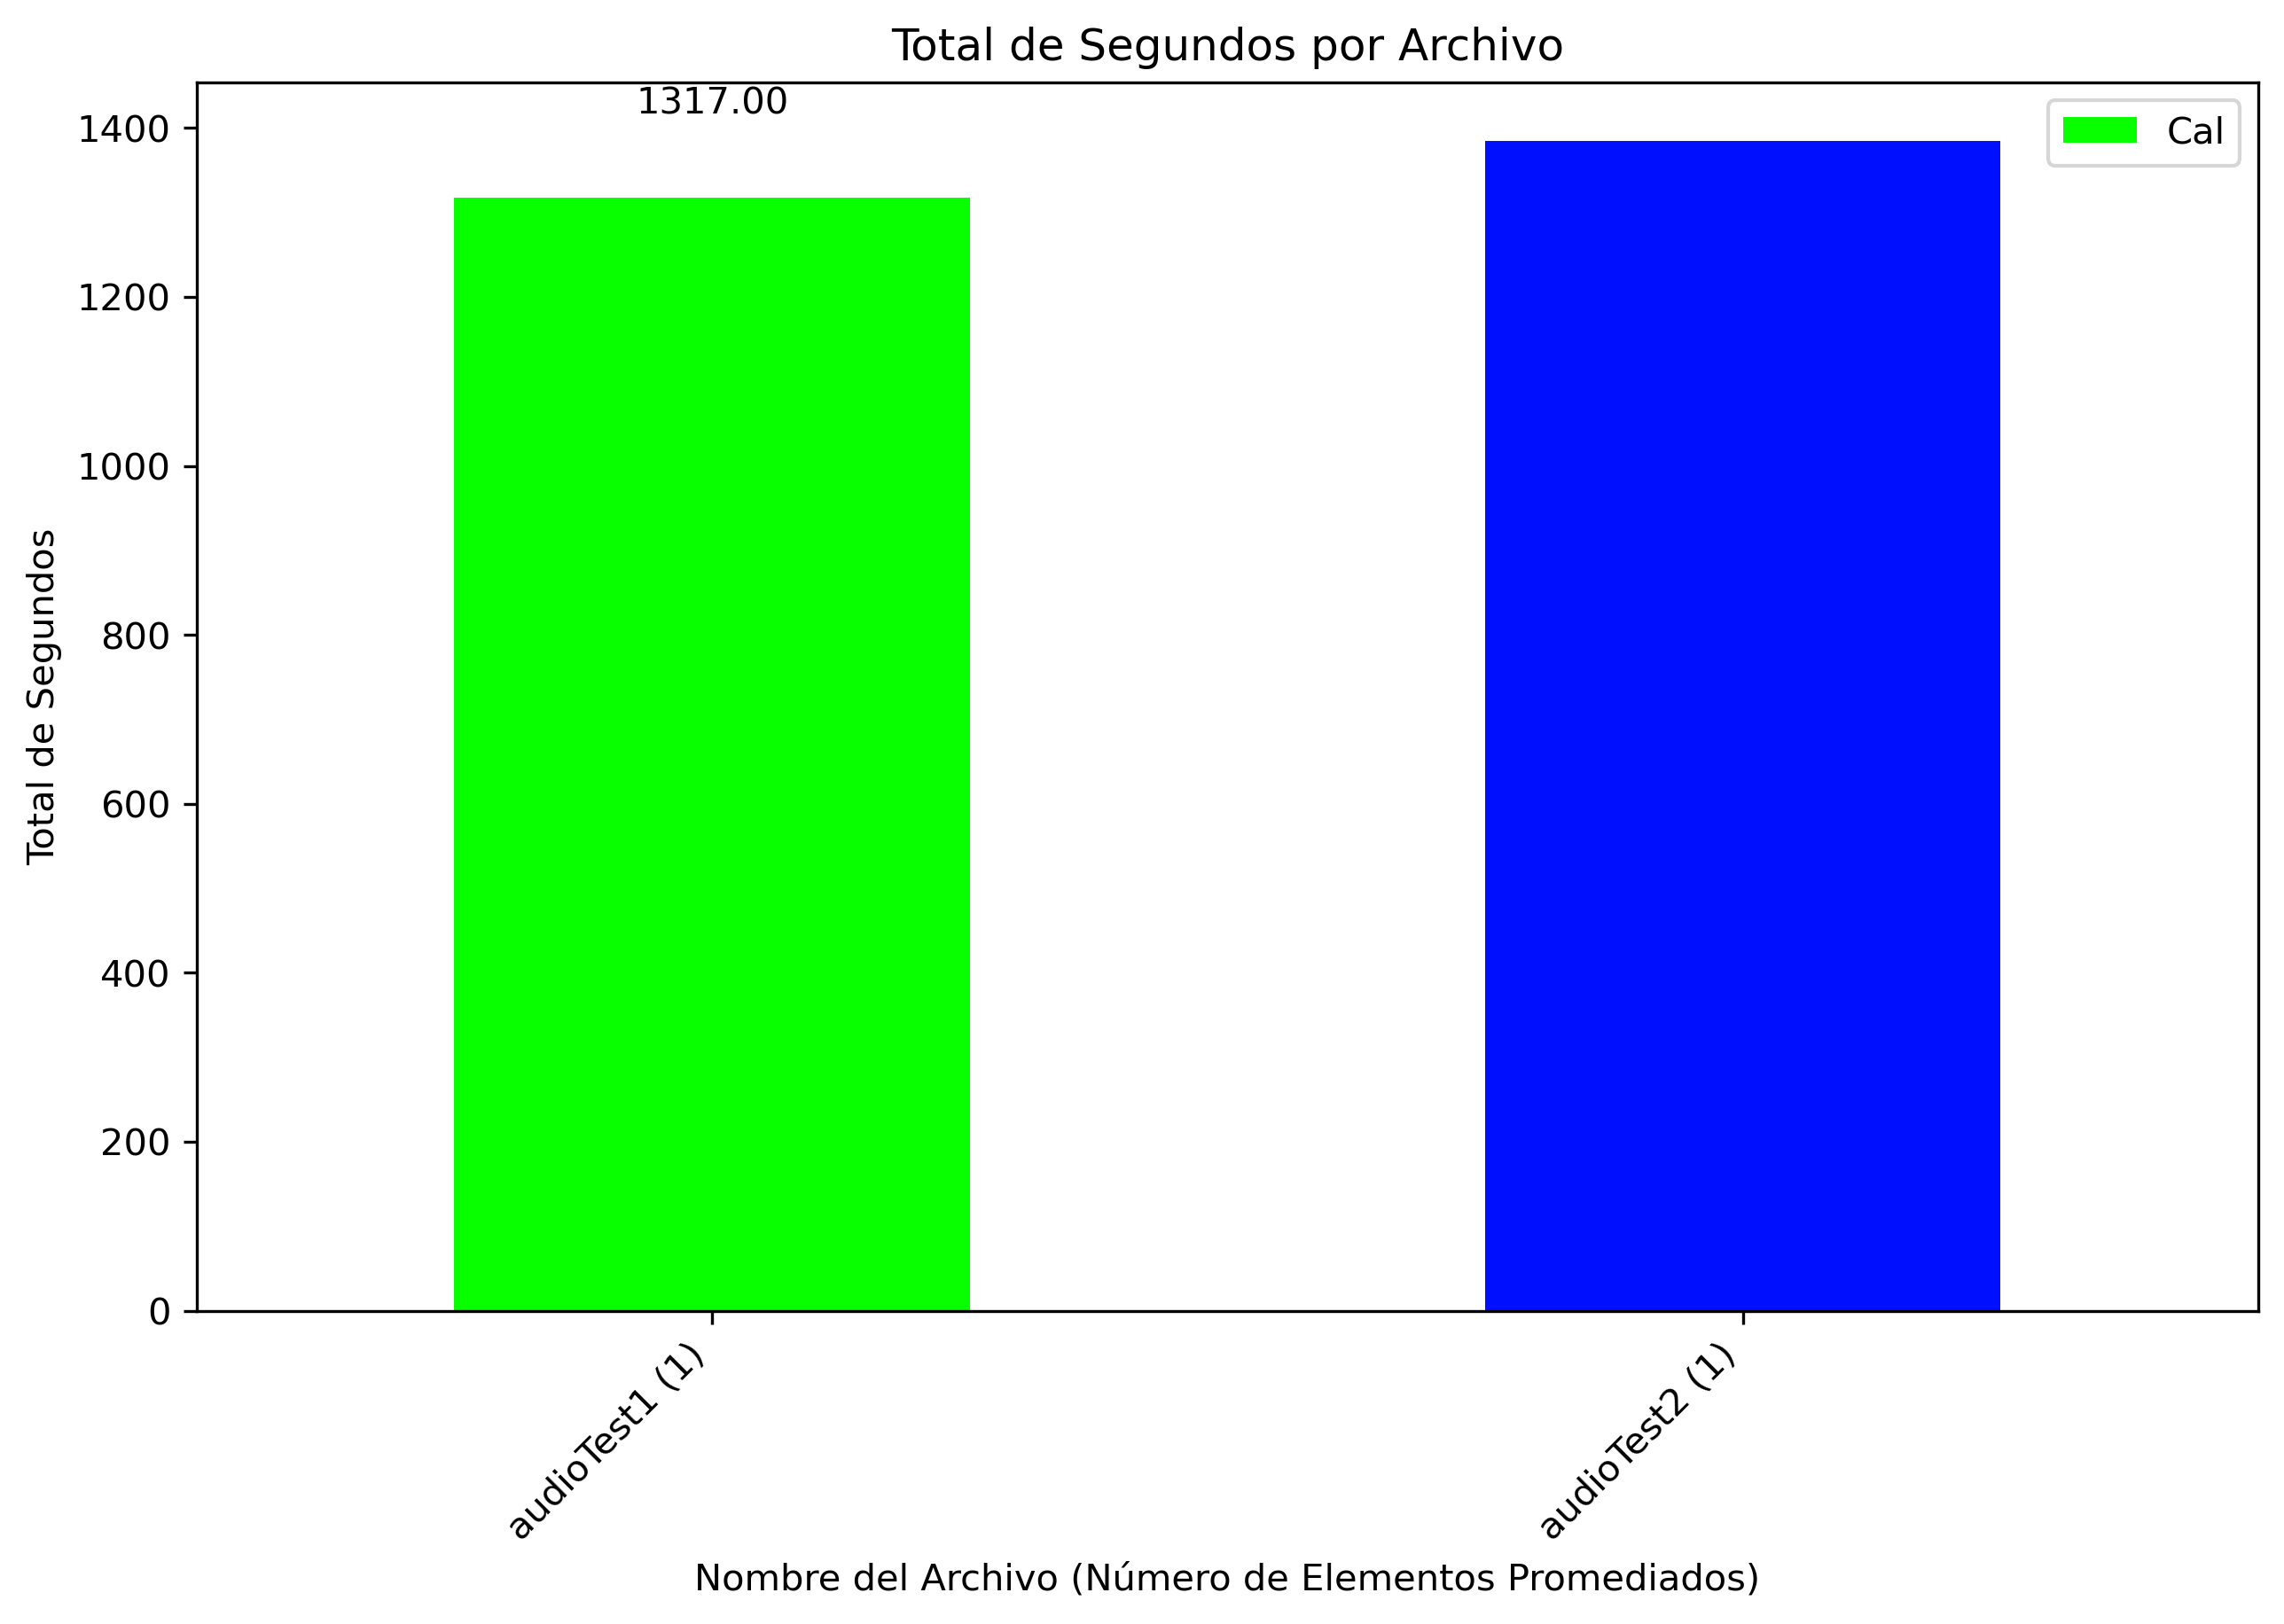 Total de Segundos por Archivo
1317.00
Cal
1400
1200
1000
800
600
400
200
0
Total de Segundos
audioTest1 (1)
audioTest2 (1)
Nombre del Archivo (Número de Elementos Promediados)